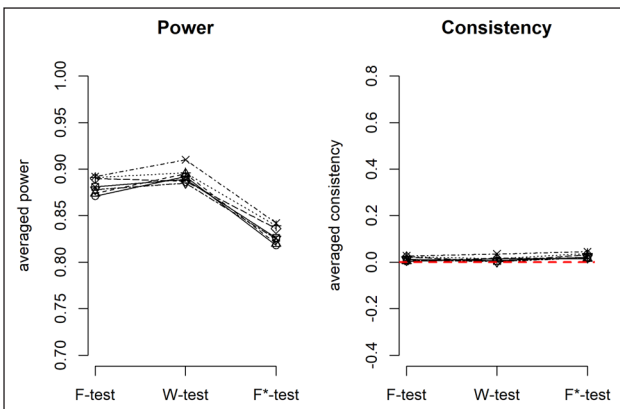 Power
averaged power
1.00
0.95
0.90
0.85
0.80
0.75
0.70
F-test W-test F*-test
Consistency
averaged consistency
0.8
0.6
0.4
0.2
0.0
-0.2
-0.4
F-test W-test F*-test